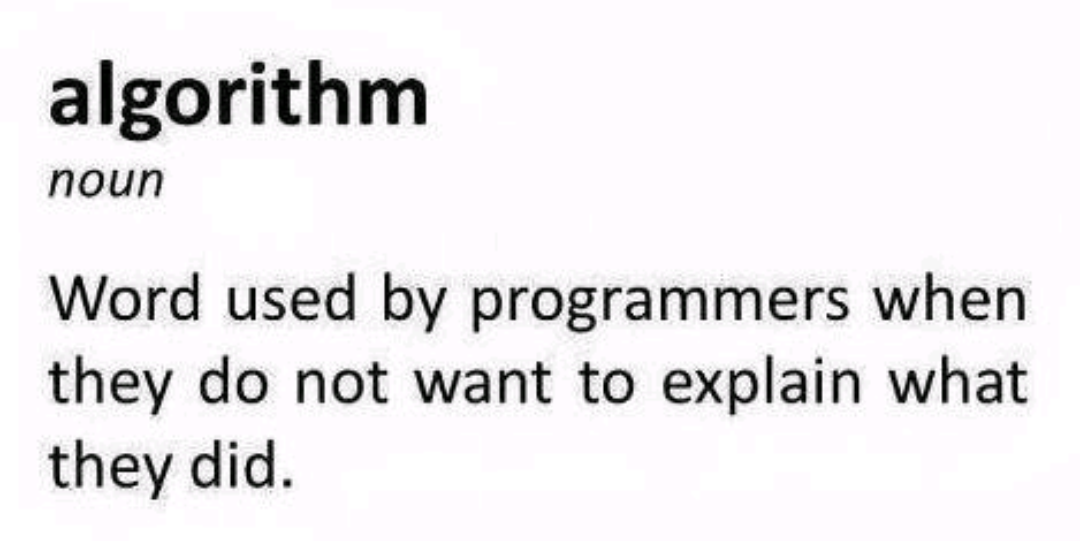 algorithm
noun
Word used by programmers when
they do not want to explain what
they did.